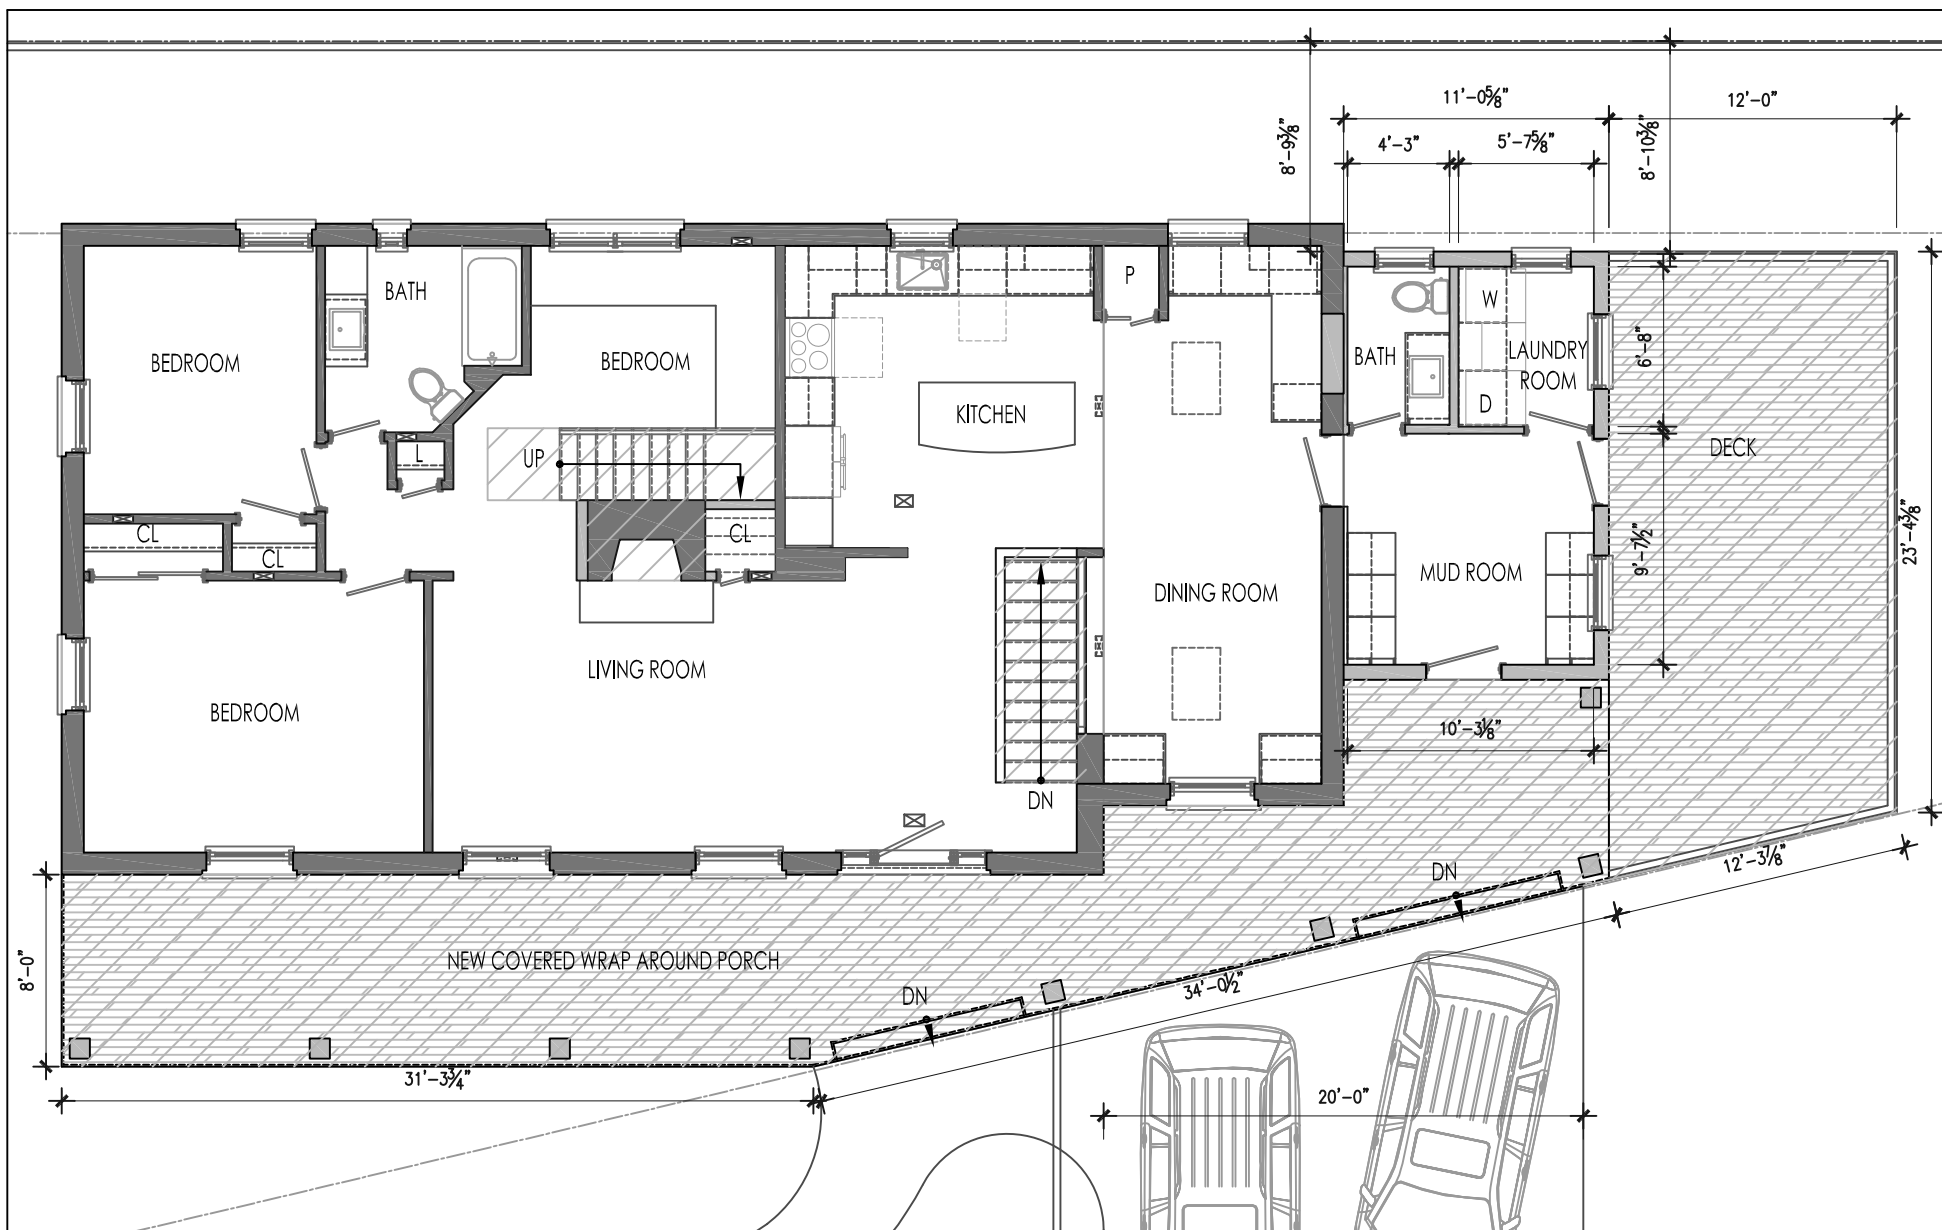 11'-0⅝"
12'-0"
8'-9⅜"
4'-3"
5'-7⅝"
8'-10⅜"
BATH
P
W
BEDROOM
BEDROOM
BATH
LAUNDRY
ROOM
6'-8"
KITCHEN
D
UP
L
DECK
CL
CL
CL
9'-7½"
23'-4⅜"
MUD ROOM
DINING ROOM
LIVING ROOM
BEDROOM
10'-3⅛"
DN
DN
12'-3⅞"
8'-0"
NEW COVERED WRAP AROUND PORCH
DN
34'-0½"
31'-3¾"
20'-0"